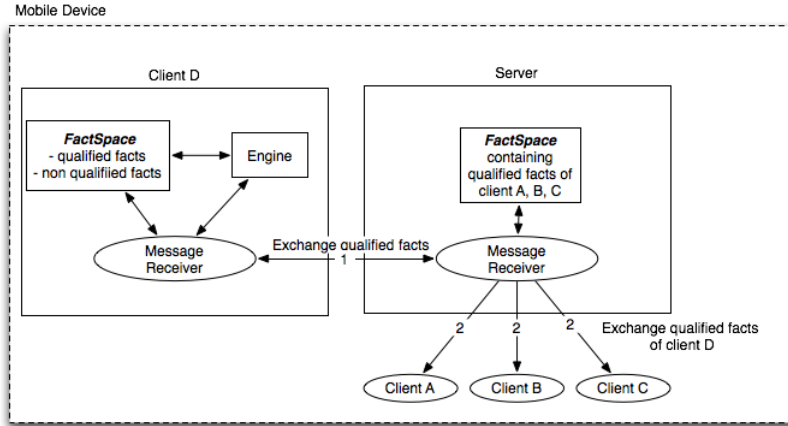 Mobile Device
Client D
Server
FactSpace
- qualified facts
- non qualifiied facts
Engine
FactSpace
containing
qualified facts of
client A, B, C
Message
Receiver
Exchange qualified facts
1
Message
Receiver
2
2
2
Exchange qualified facts
of client D
Client A
Client B
Client C